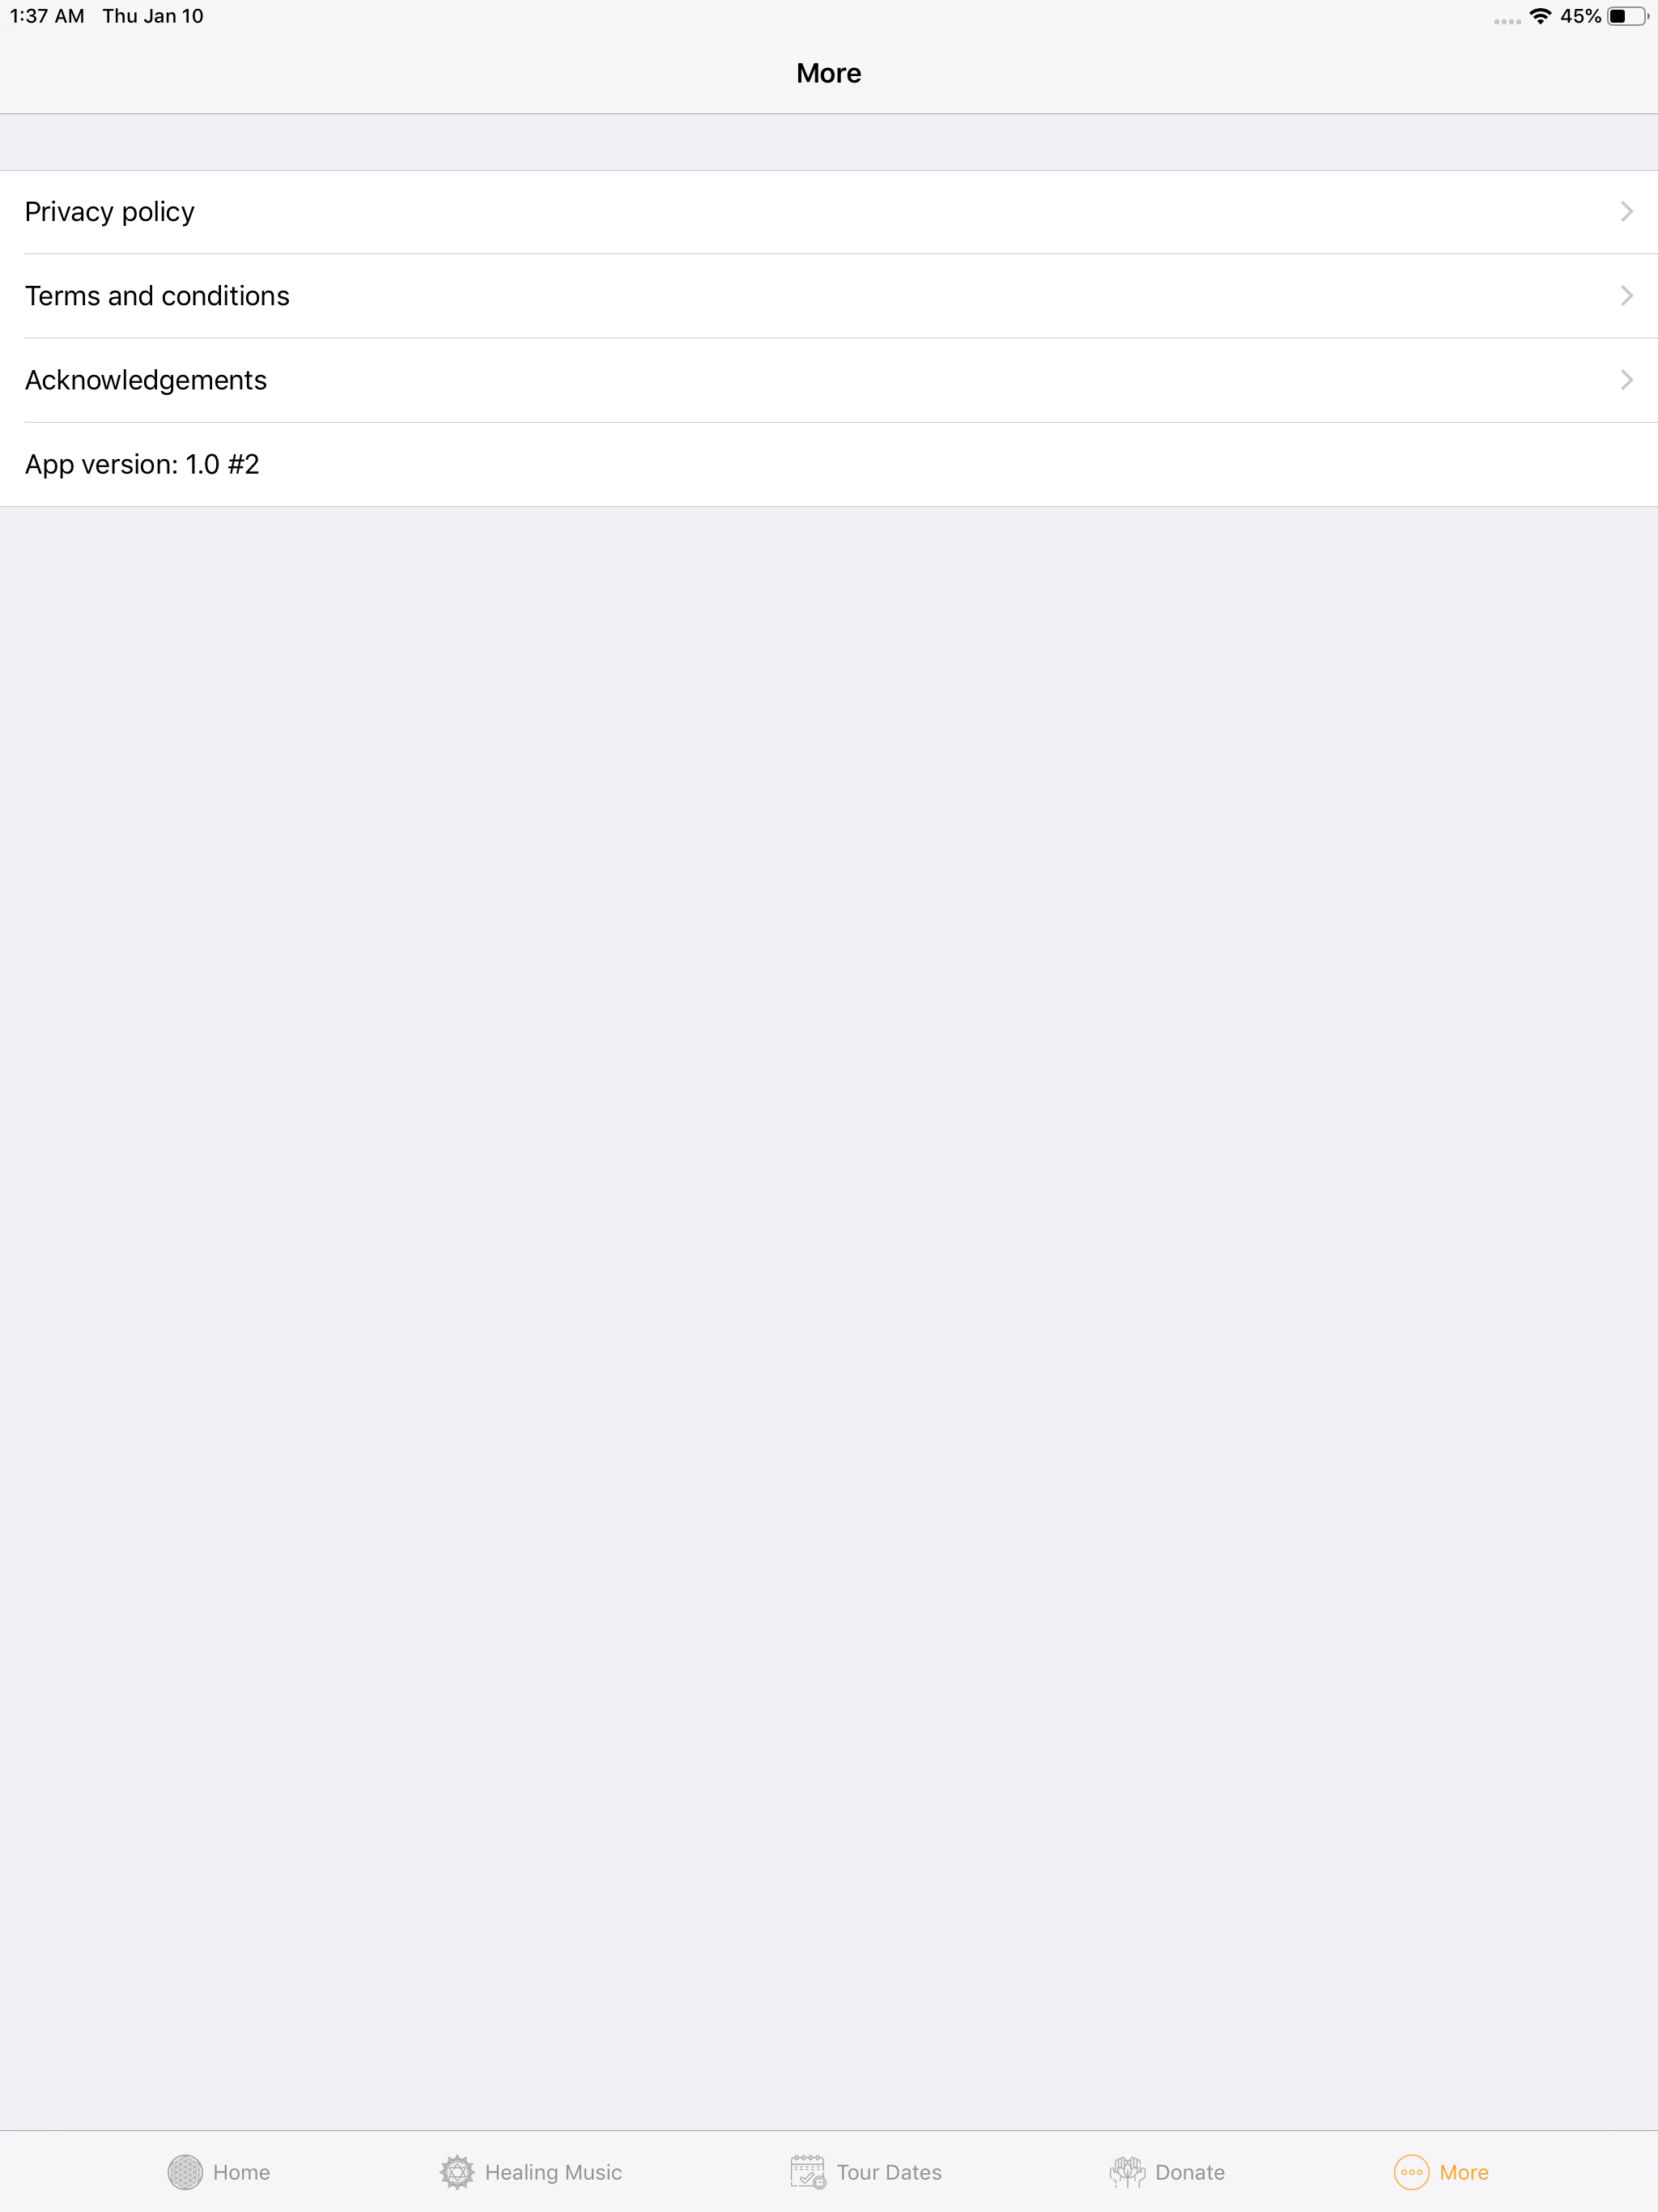 1:37 AM Thu Jan 10
45%
More
Privacy policy
Terms and conditions
Acknowledgements
App version: 1.0 #2
Home Healing Music Tour Dates Donate More